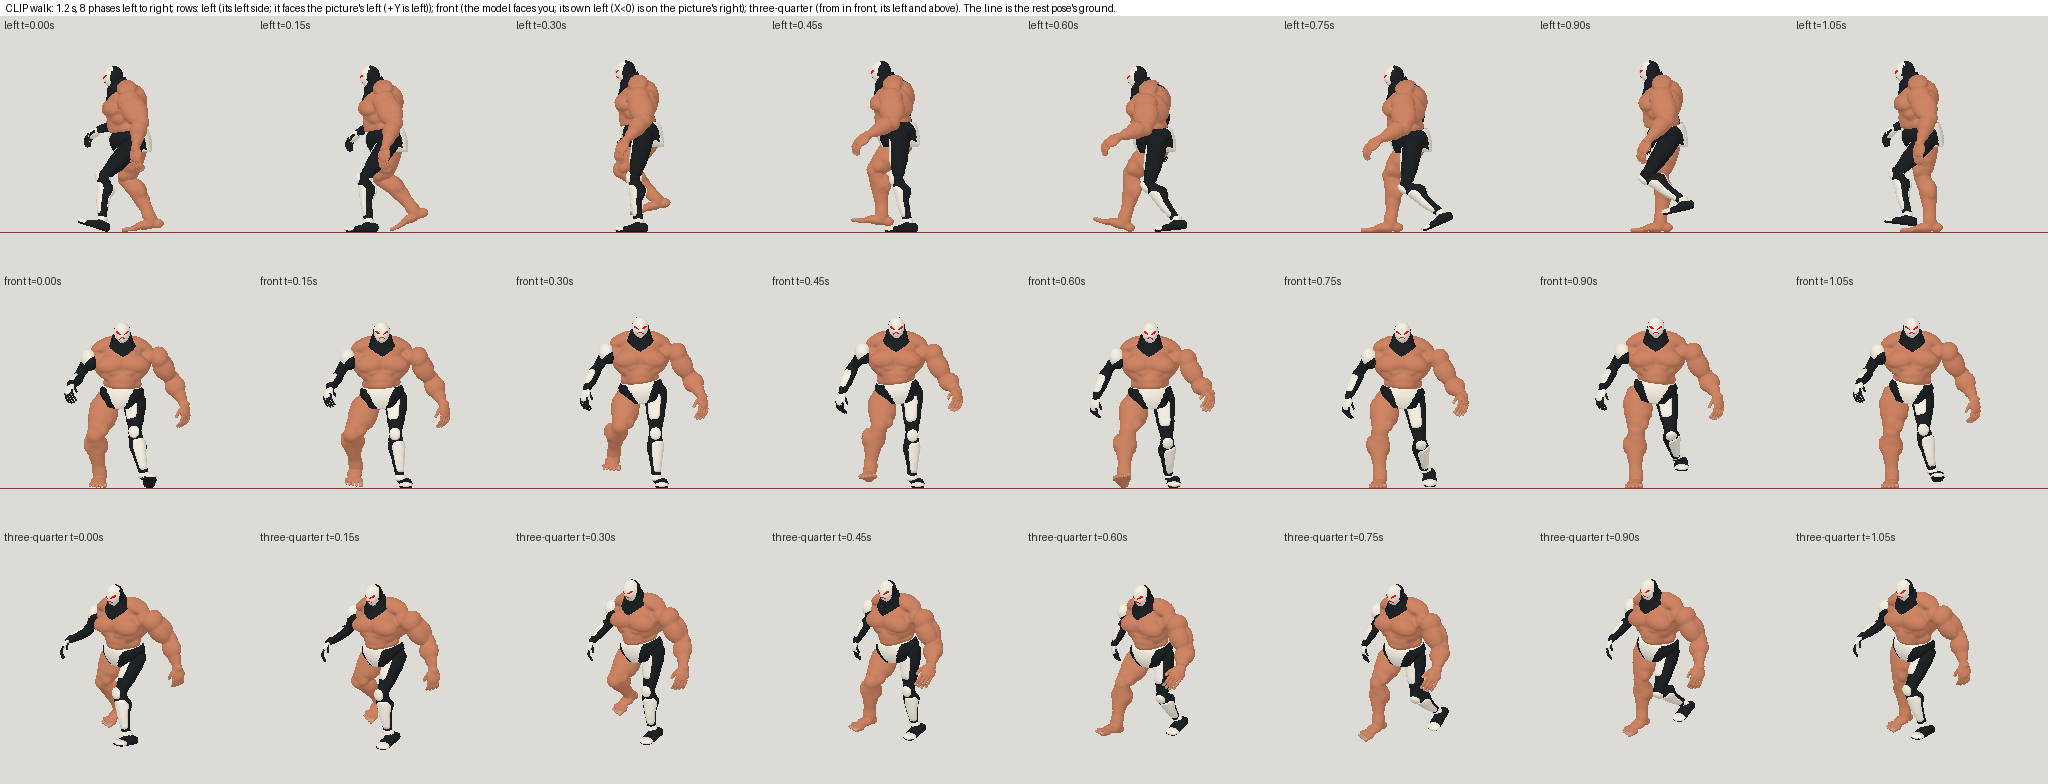 CLIP walk: 1.2 s, 8 phases left to right; rows: left (its left side; it faces the picture's left (+Y is left)); front (the model faces you; its own left (X<0) is on the picture's right); three-quarter (from in front, its left and above). The line is the rest pose's ground.
left t=0.00s left t=0.15s left t=0.30s left t=0.45s left t=0.60s left t=0.75s left t=0.90s left t=1.05s
front t=0.00s front t=0.15s front t=0.30s front t=0.45s front t=0.60s front t=0.75s front t=0.90s front t=1.05s
three-quarter t=0.00s three-quarter t=0.15s three-quarter t=0.30s three-quarter t=0.45s three-quarter t=0.60s three-quarter t=0.75s three-quarter t=0.90s three-quarter t=1.05s